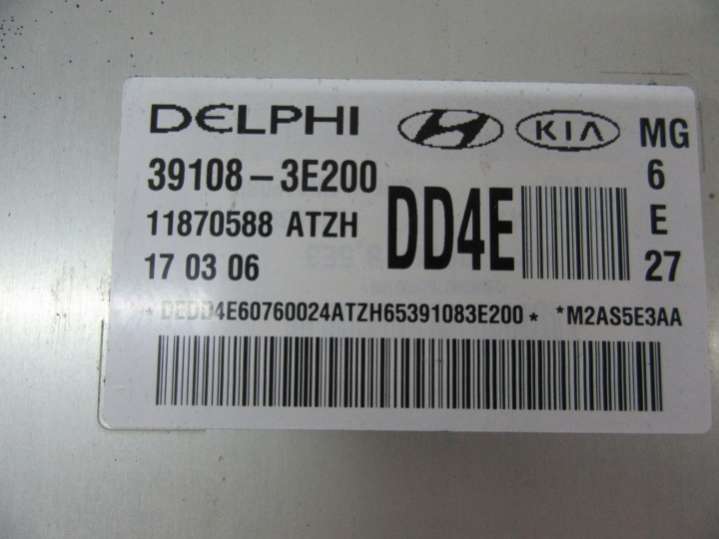 DELPHI KIA MG
39108-3E200 6
11870588 ATZH DD4E E
17 03 06 27
*DEDD4E60760024ATZH65391083E200* *M2AS5E3AA